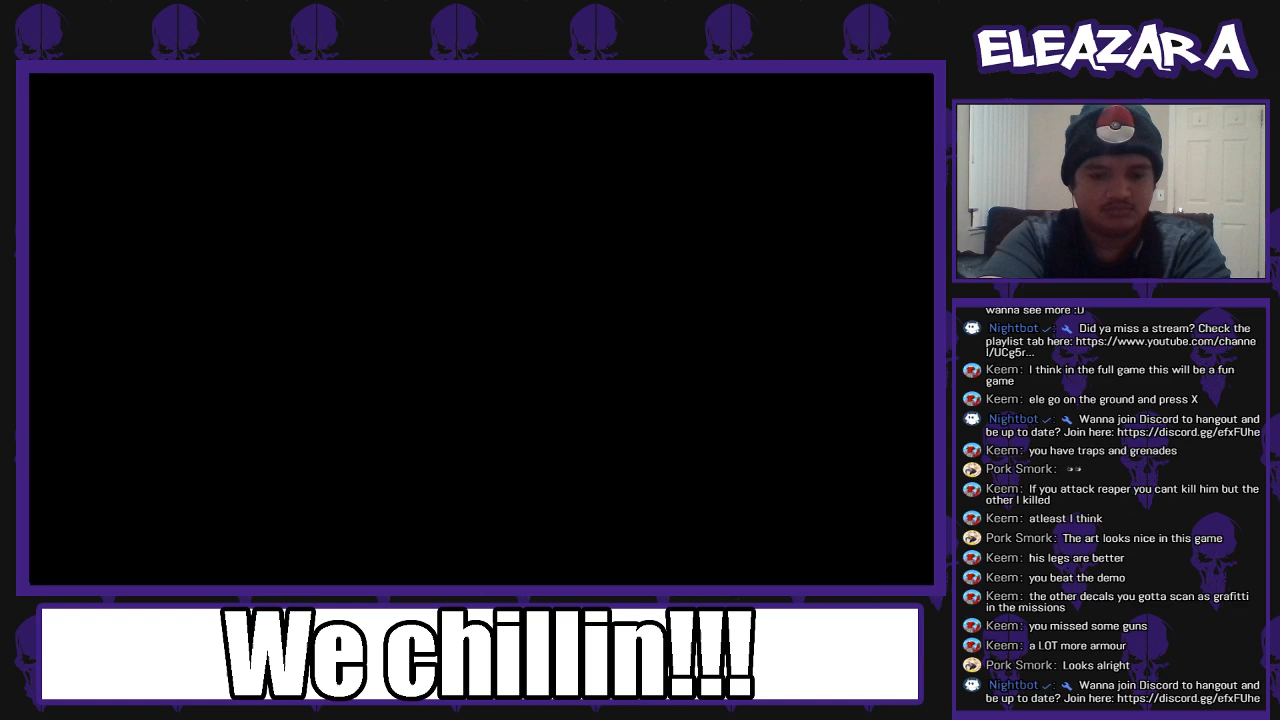 ELEAZAR A
wanna see more :D
Nightbot: Did ya miss a stream? Check the
playlist tab here: https://www.youtube.com/channe
l/UCg5r...
Keem: I think in the full game this will be a fun
game
Keem: ele go on the ground and press X
Nightbot: Wanna join Discord to hangout and
be up to date? Join here: https://discord.gg/efxFUhe
Keem: you have traps and grenades
Pork Smork: 👀
Keem: If you attack reaper you cant kill him but the
other I killed
Keem: atleast I think
Pork Smork: The art looks nice in this game
Keem: his legs are better
Keem: you beat the demo
Keem: the other decals you gotta scan as grafitti
in the missions
Keem: you missed some guns
Keem: a LOT more armour
Pork Smork: Looks alright
Nightbot: Wanna join Discord to hangout and
be up to date? Join here: https://discord.gg/efxFUhe
We chillin!!!